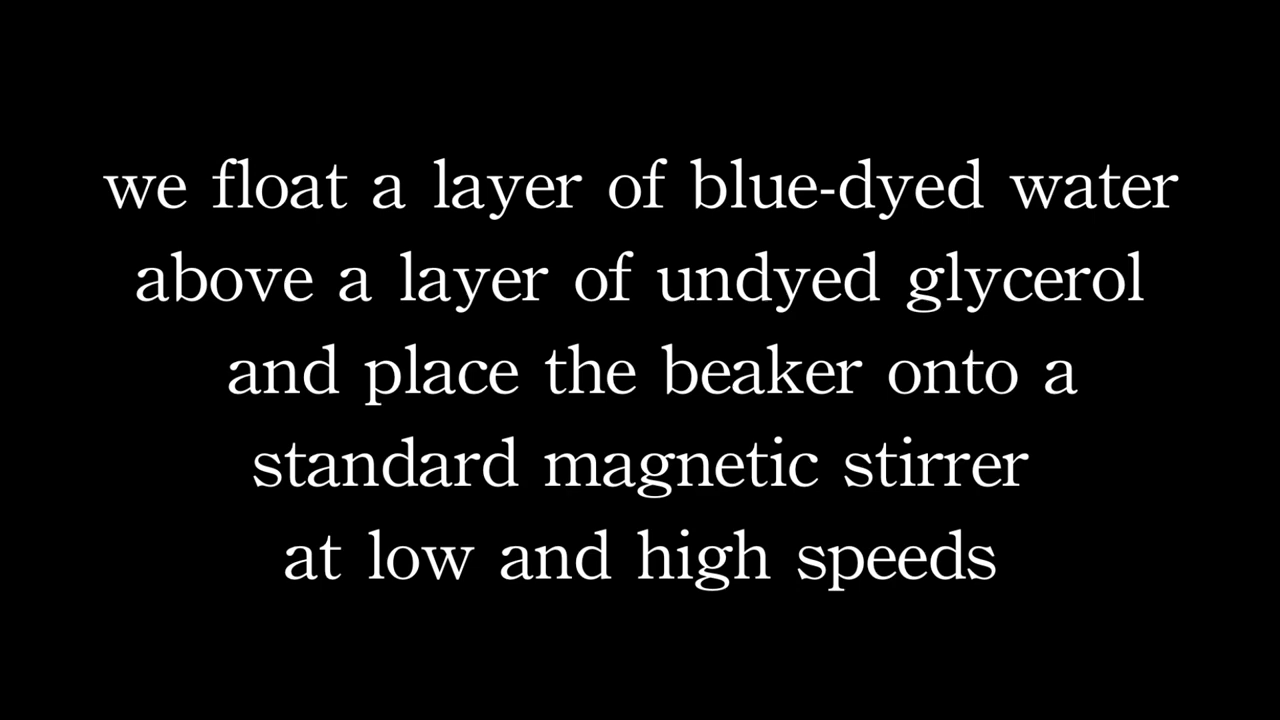 we float a layer of blue-dyed water
above a layer of undyed glycerol
and place the beaker onto a
standard magnetic stirrer
at low and high speeds